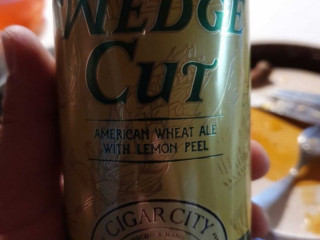 WEDGE
CUT
AMERICAN WHEAT ALE
WITH LEMON PEEL
CIGAR CITY